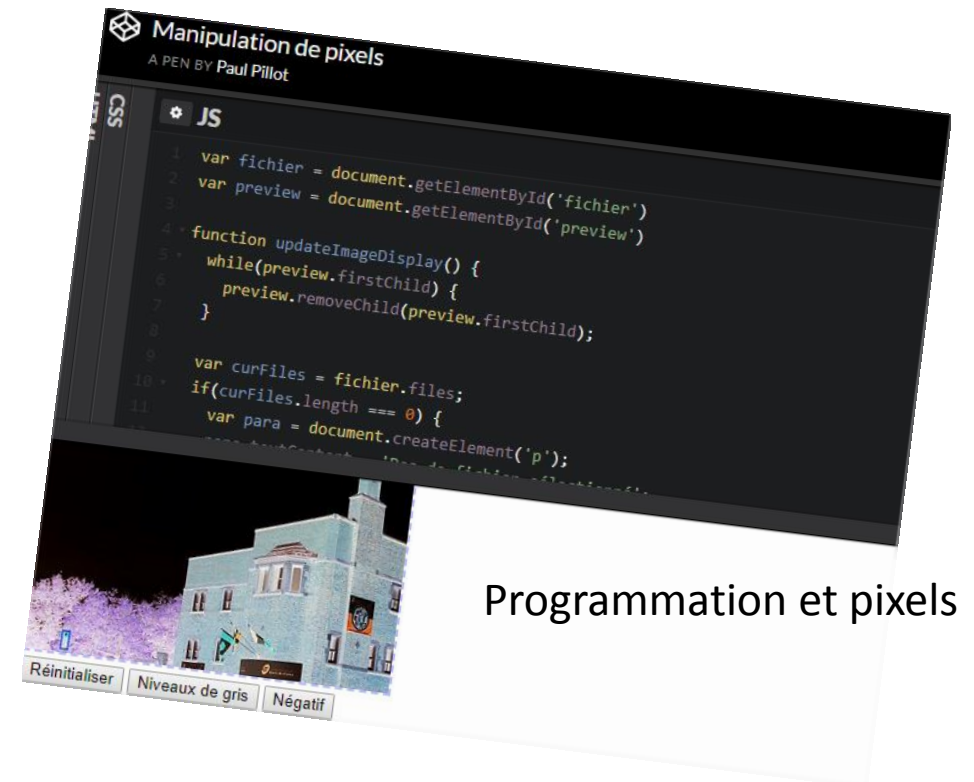 Manipulation de pixels
A PEN BY Paul Pillot
CSS
JS
1 var fichier = document.getElementById('fichier')
2 var preview = document.getElementById('preview')
3
4 function updateImageDisplay() {
5 while(preview.firstChild) {
6 preview.removeChild(preview.firstChild);
7 }
8
9 var curFiles = fichier.files;
10 if(curFiles.length === 0) {
11 var para = document.createElement('p');
Programmation et pixels
Réinitialiser Niveaux de gris Négatif